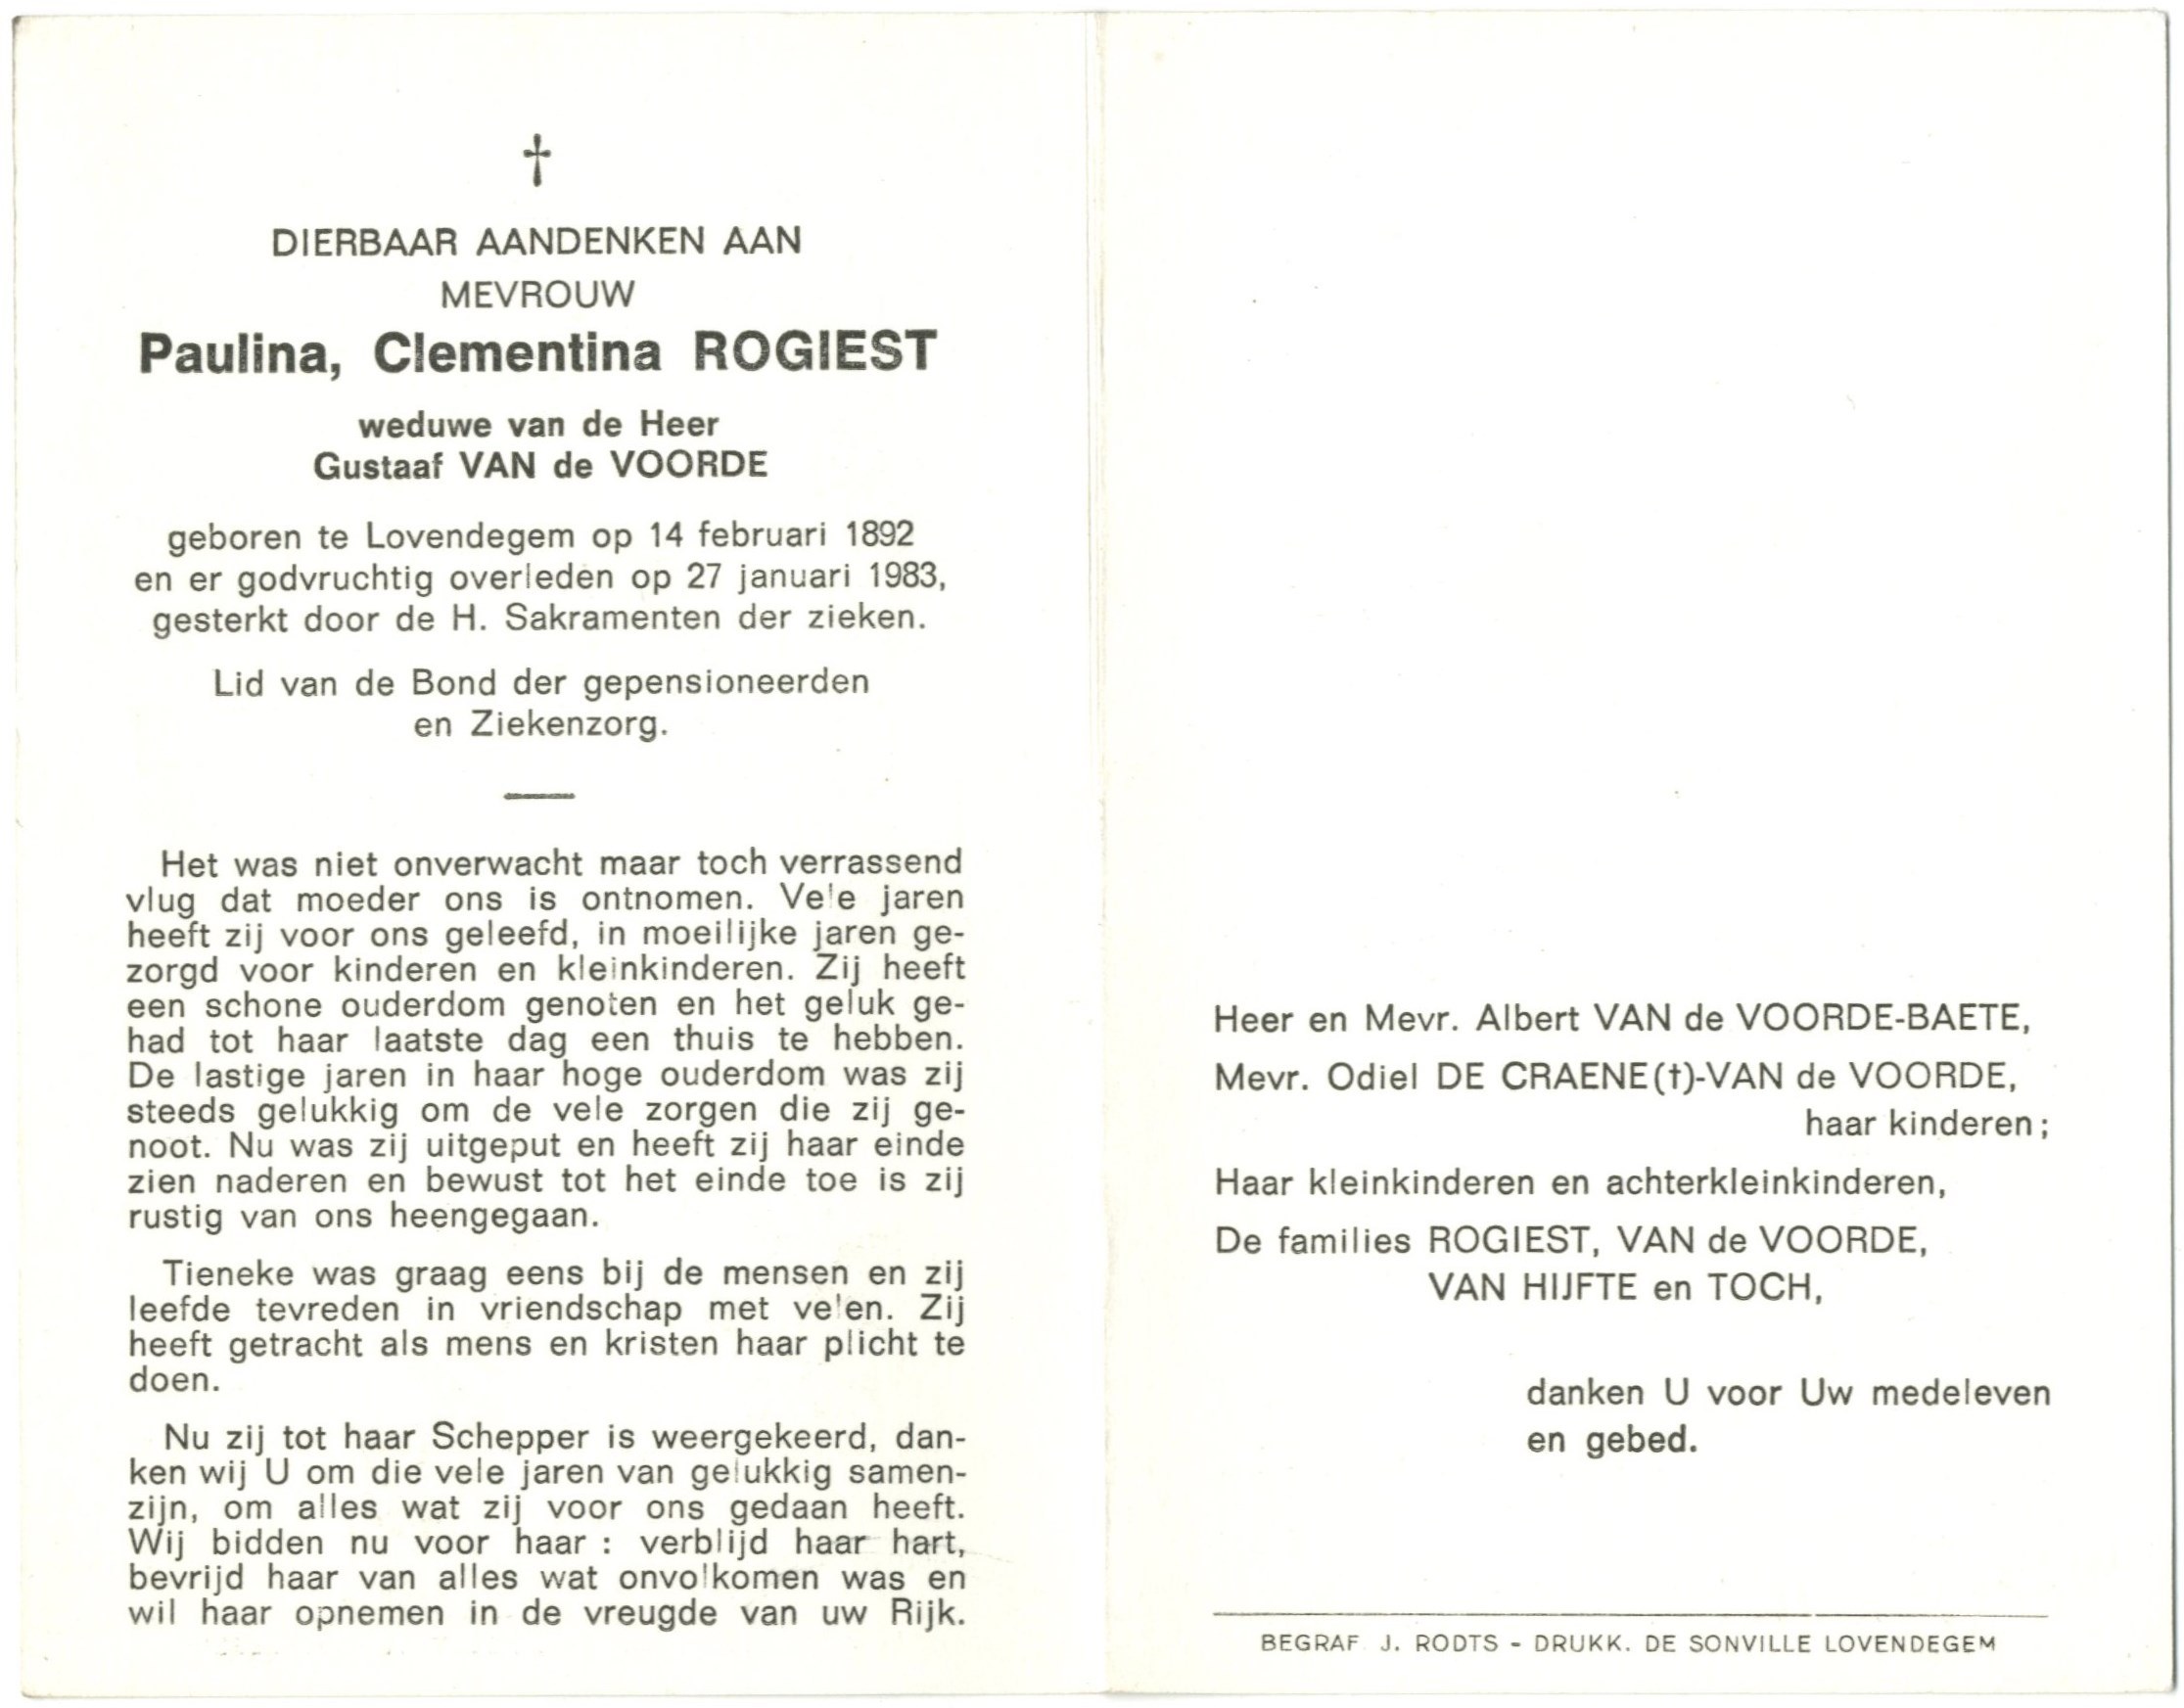 †
DIERBAAR AANDENKEN AAN
MEVROUW
Paulina, Clementina ROGIEST
weduwe van de Heer
Gustaaf VAN de VOORDE
geboren te Lovendegem op 14 februari 1892
en er godvruchtig overleden op 27 januari 1983,
gesterkt door de H. Sakramenten der zieken.
Lid van de Bond der gepensioneerden
en Ziekenzorg.
Het was niet onverwacht maar toch verrassend
vlug dat moeder ons is ontnomen. Vele jaren
heeft zij voor ons geleefd, in moeilijke jaren ge-
zorgd voor kinderen en kleinkinderen. Zij heeft
een schone ouderdom genoten en het geluk ge-
had tot haar laatste dag een thuis te hebben.
De lastige jaren in haar hoge ouderdom was zij
steeds gelukkig om de vele zorgen die zij ge-
noot. Nu was zij uitgeput en heeft zij haar einde
zien naderen en bewust tot het einde toe is zij
rustig van ons heengegaan.
Tieneke was graag eens bij de mensen en zij
leefde tevreden in vriendschap met velen. Zij
heeft getracht als mens en kristen haar plicht te
doen.
Nu zij tot haar Schepper is weergekeerd, dan-
ken wij U om die vele jaren van gelukkig samen-
zijn, om alles wat zij voor ons gedaan heeft.
Wij bidden nu voor haar : verblijd haar hart,
bevrijd haar van alles wat onvolkomen was en
wil haar opnemen in de vreugde van uw Rijk.
Heer en Mevr. Albert VAN de VOORDE-BAETE,
Mevr. Odiel DE CRAENE(†)-VAN de VOORDE,
haar kinderen ;
Haar kleinkinderen en achterkleinkinderen,
De families ROGIEST, VAN de VOORDE,
VAN HIJFTE en TOCH,
danken U voor Uw medeleven
en gebed.
BEGRAF. J. RODTS - DRUKK. DE SONVILLE LOVENDEGEM